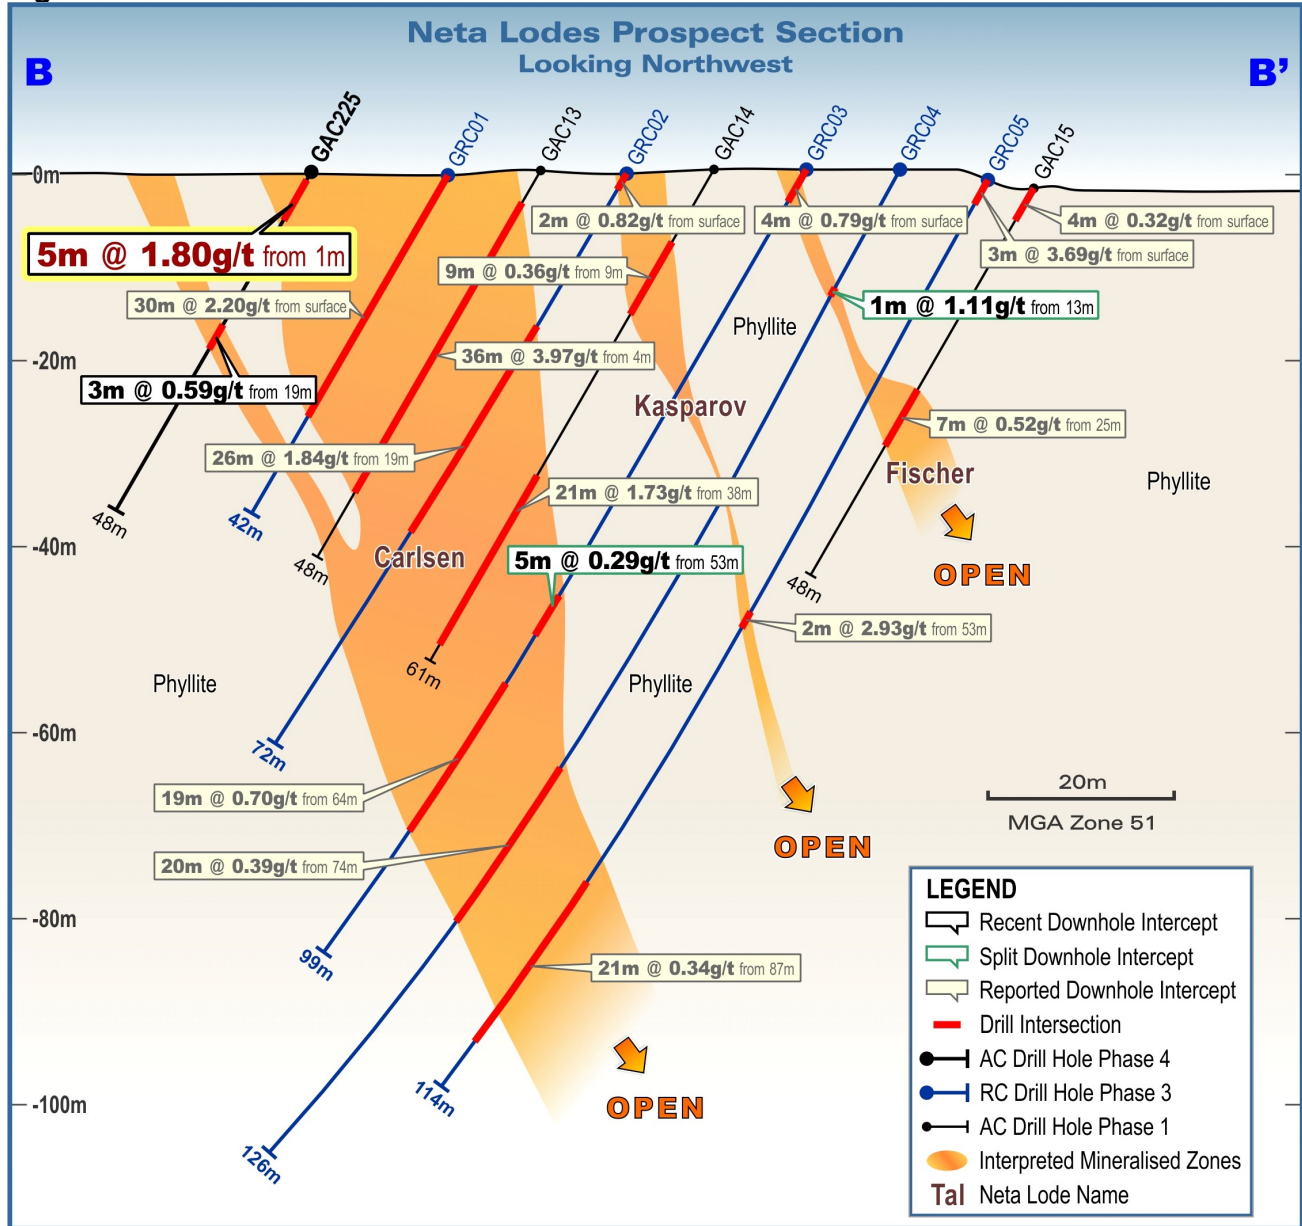 Neta Lodes Prospect Section
Looking Northwest
B
B’
GAC225
GRC01
GAC13
GRC02
GAC14
GRC03
GRC04
GRC05
GAC15
0m
2m @ 0.82g/t from surface
4m @ 0.79g/t from surface
4m @ 0.32g/t from surface
5m @ 1.80g/t from 1m
3m @ 3.69g/t from surface
9m @ 0.36g/t from 9m
30m @ 2.20g/t from surface
1m @ 1.11g/t from 13m
Phyllite
-20m
36m @ 3.97g/t from 4m
3m @ 0.59g/t from 19m
Kasparov
7m @ 0.52g/t from 25m
26m @ 1.84g/t from 19m
Fischer
Phyllite
21m @ 1.73g/t from 38m
48m
42m
-40m
Carlsen
5m @ 0.29g/t from 53m
48m
OPEN
48m
2m @ 2.93g/t from 53m
61m
Phyllite
Phyllite
-60m
72m
20m
19m @ 0.70g/t from 64m
MGA Zone 51
OPEN
20m @ 0.39g/t from 74m
-80m
99m
21m @ 0.34g/t from 87m
-100m
114m
OPEN
126m
LEGEND
Recent Downhole Intercept
Split Downhole Intercept
Reported Downhole Intercept
Drill Intersection
AC Drill Hole Phase 4
RC Drill Hole Phase 3
AC Drill Hole Phase 1
Interpreted Mineralised Zones
Tal Neta Lode Name